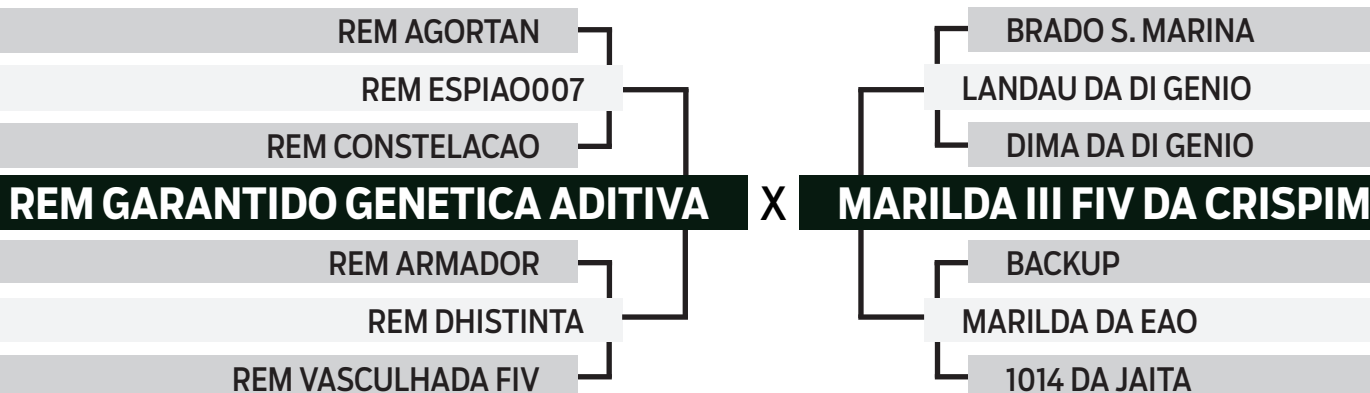 REM AGORTAN BRADO S. MARINA
REM ESPIAO007 LANDAU DA DI GENIO
REM CONSTELACAO DIMA DA DI GENIO
REM GARANTIDO GENETICA ADITIVA X MARILDA III FIV DA CRISPIM
REM ARMADOR BACKUP
REM DHISTINTA MARILDA DA EAO
REM VASCULHADA FIV 1014 DA JAITA